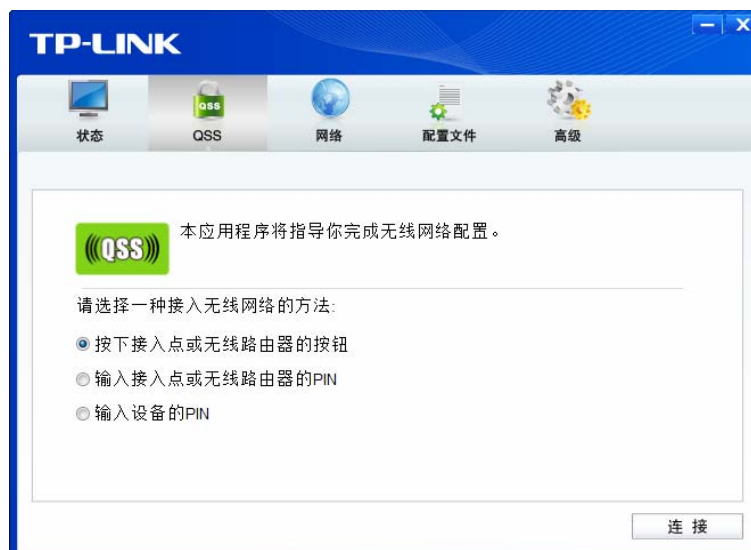 TP-LINK
QSS
状态
QSS
网络
配置文件
高级
QSS
本应用程序将指导你完成无线网络配置。
请选择一种接入无线网络的方法:
按下接入点或无线路由器的按钮
输入接入点或无线路由器的PIN
输入设备的PIN
连接